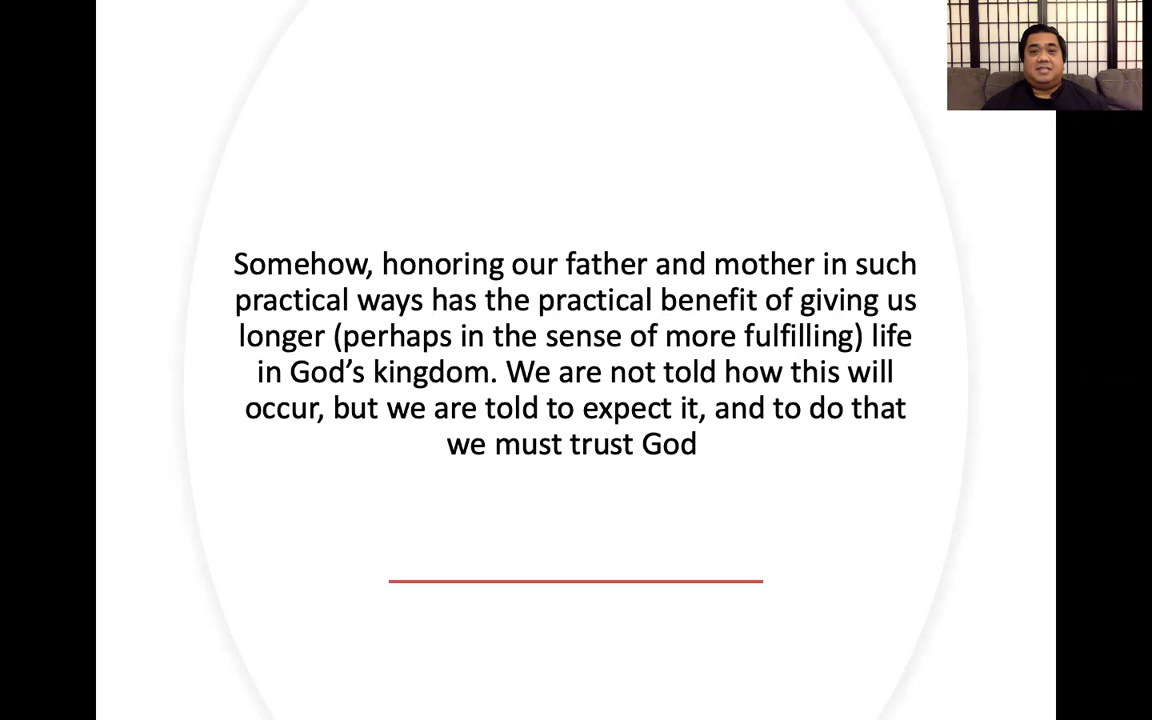 Somehow, honoring our father and mother in such
practical ways has the practical benefit of giving us
longer (perhaps in the sense of more fulfilling) life
in God’s kingdom. We are not told how this will
occur, but we are told to expect it, and to do that
we must trust God